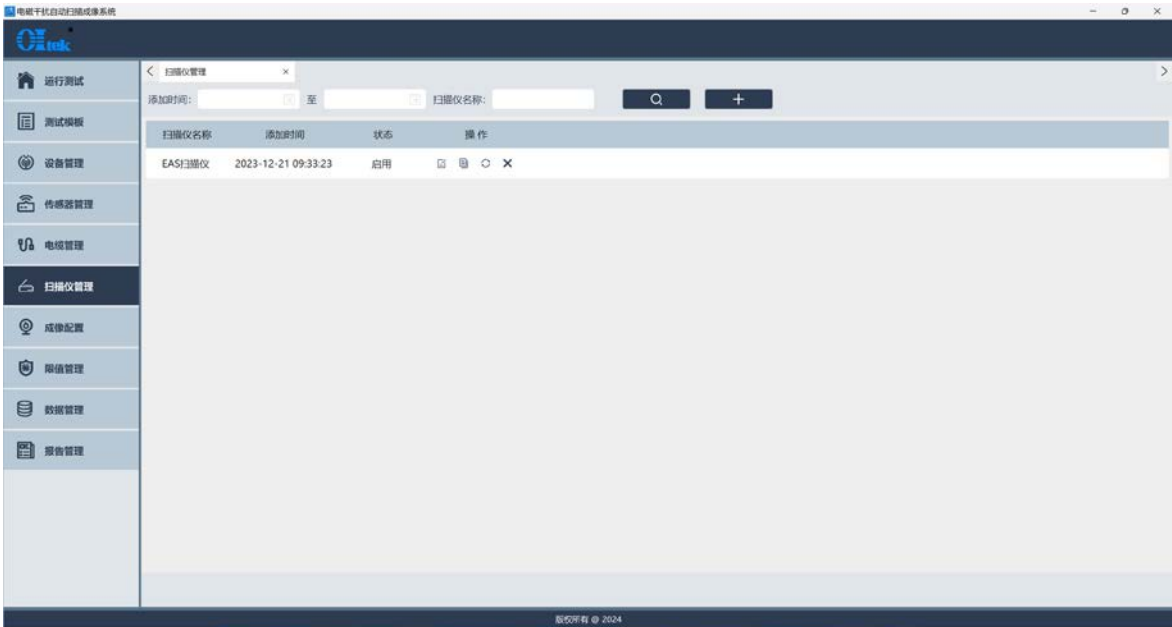 电磁干扰自动扫描成像系统
OItek
运行测试
测试模板
设备管理
传感器管理
电缆管理
扫描仪管理
成像配置
限值管理
数据管理
报告管理
扫描仪管理
添加时间: 至 扫描仪名称:
扫描仪名称 添加时间 状态 操作
EAS扫描仪 2023-12-21 09:33:23 启用
版权所有 @ 2024